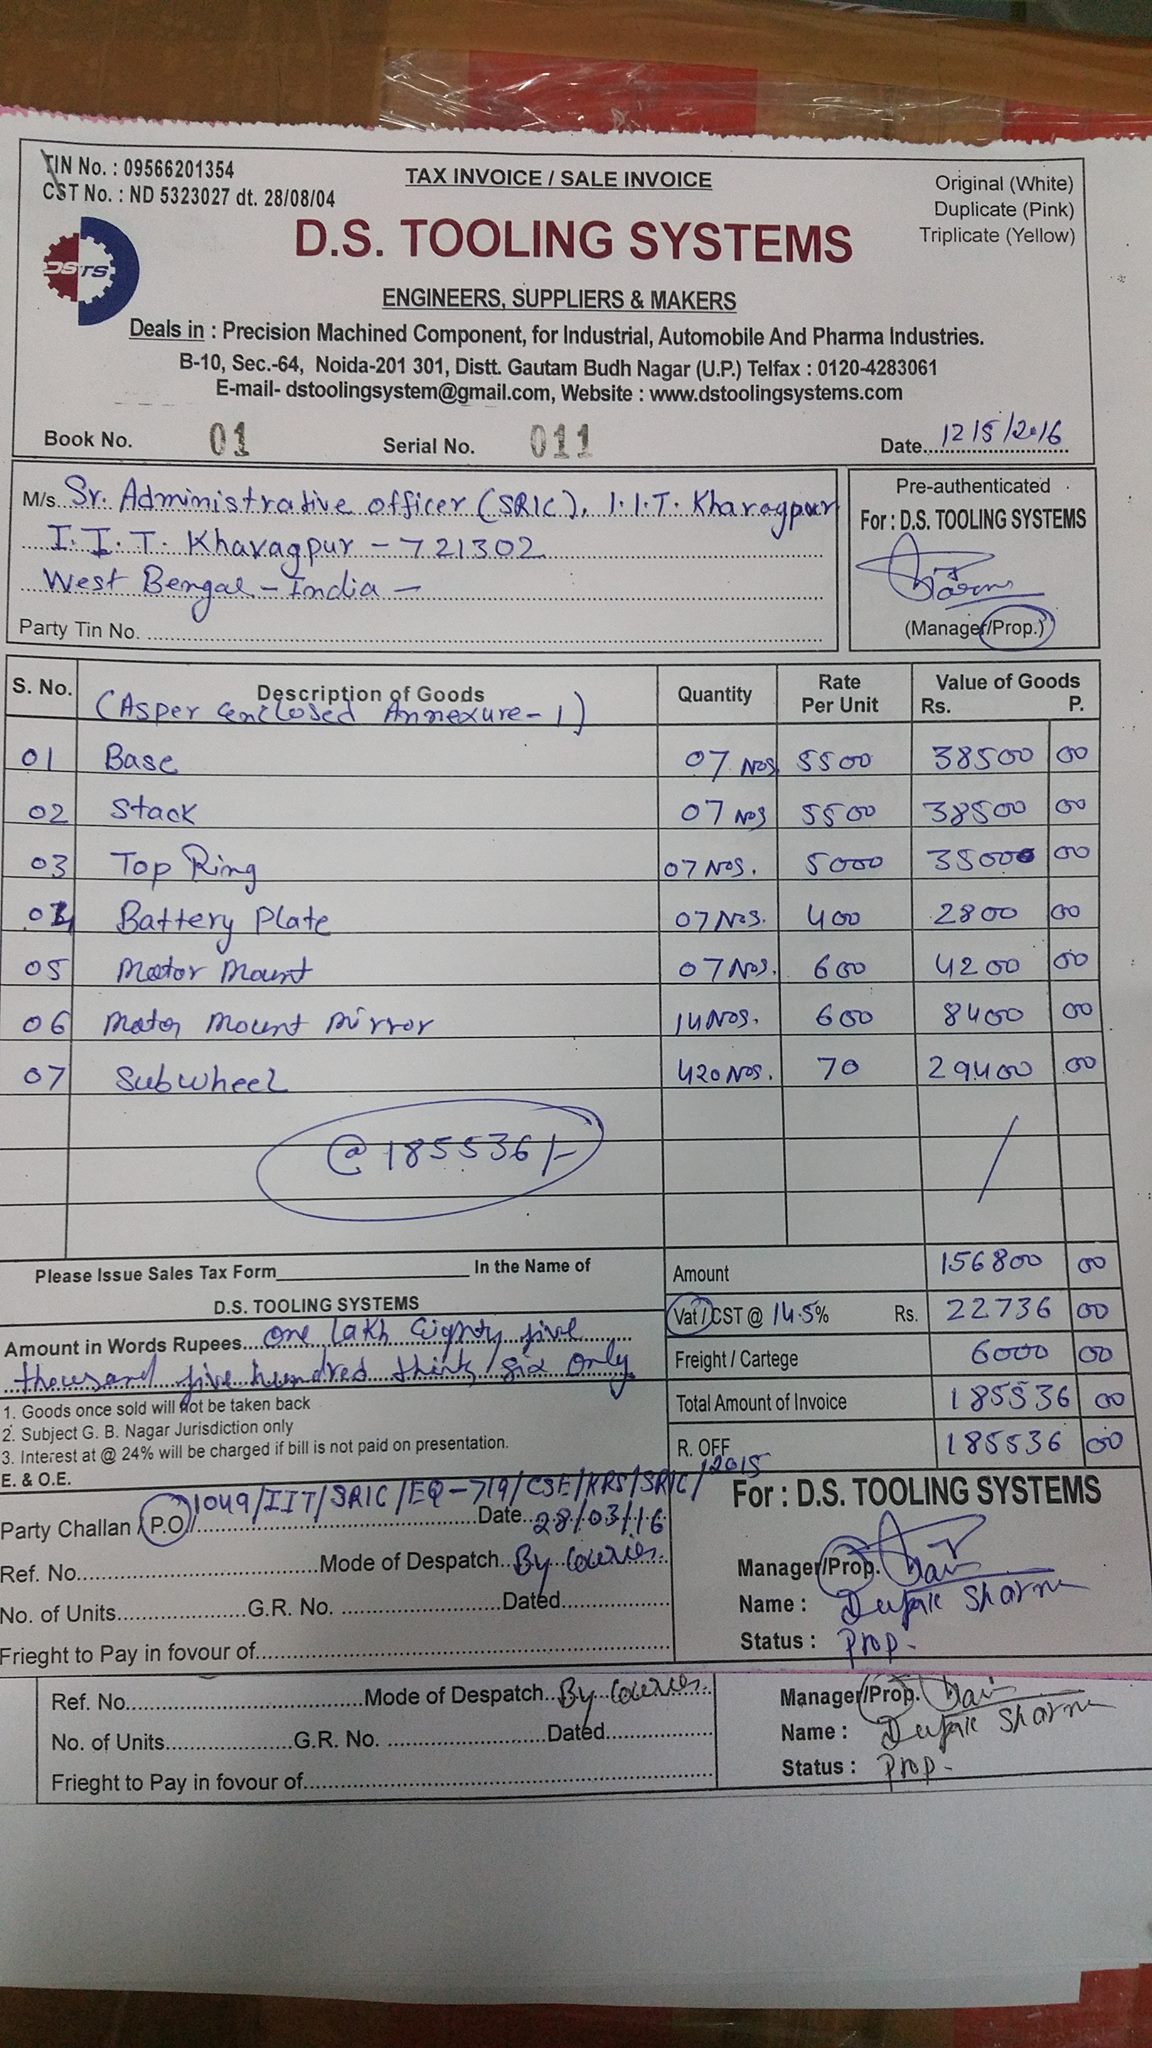 TIN No. : 09566201354
CST No. : ND 5323027 dt. 28/08/04
TAX INVOICE / SALE INVOICE
Original (White)
Duplicate (Pink)
Triplicate (Yellow)
DSTS
D.S. TOOLING SYSTEMS
ENGINEERS, SUPPLIERS & MAKERS
Deals in : Precision Machined Component, for Industrial, Automobile And Pharma Industries.
B-10, Sec.-64, Noida-201 301, Distt. Gautam Budh Nagar (U.P.) Telfax : 0120-4283061
E-mail- dstoolingsystem@gmail.com, Website : www.dstoolingsystems.com
Book No. 01 Serial No. 011 Date 12/5/2016
M/s Sr. Administrative officer (SRIC), I.I.T. Kharagpur
I.I.T. Kharagpur - 721302
West Bengal - India -
Party Tin No.
Pre-authenticated
For : D.S. TOOLING SYSTEMS
(Manager/Prop.)
S. No. Description of Goods Quantity Rate Per Unit Value of Goods Rs. P.
(Asper enclosed Annexure-1)
01 Base 07 Nos 5500 38500 00
02 Stack 07 Nos 5500 38500 00
03 Top Ring 07 Nos. 5000 35000 00
04 Battery Plate 07 Nos. 400 2800 00
05 Motor Mount 07 Nos. 600 4200 00
06 Motor Mount Mirror 14 Nos. 600 8400 00
07 Subwheel 420 Nos. 70 29400 00
@ 185536/-
Please Issue Sales Tax Form In the Name of
D.S. TOOLING SYSTEMS
Amount in Words Rupees One lakh Eighty five
thousand five hundred thirty six only
Amount 156800 00
Vat / CST @ 14.5% Rs. 22736 00
Freight / Cartege 6000 00
Total Amount of Invoice 185536 00
R. OFF 185536 00
1. Goods once sold will not be taken back
2. Subject G. B. Nagar Jurisdiction only
3. Interest at @ 24% will be charged if bill is not paid on presentation.
E. & O.E.
1049/IIT/SRIC/EQ-719/CSE/KRS/SRIC/2015
Party Challan / P.O/ Date 28/03/16
Ref. No. Mode of Despatch By Courier.
No. of Units G.R. No. Dated
Frieght to Pay in fovour of
For : D.S. TOOLING SYSTEMS
Manager/Prop.
Name : Deepak Sharma
Status : Prop.
Ref. No. Mode of Despatch By Courier.
No. of Units G.R. No. Dated
Frieght to Pay in fovour of
Manager/Prop.
Name : Deepak Sharma
Status : Prop.